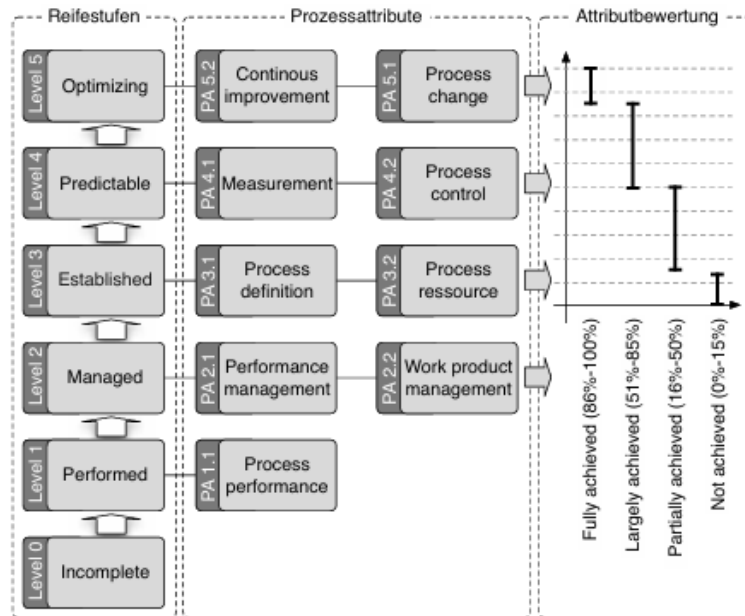 Reifestufen
Prozessattribute
Attributbewertung
Level 5
Optimizing
PA 5.2
Continous
improvement
PA 5.1
Process
change
Level 4
Predictable
PA 4.1
Measurement
PA 4.2
Process
control
Level 3
Established
PA 3.1
Process
definition
PA 3.2
Process
ressource
Level 2
Managed
PA 2.1
Performance
management
PA 2.2
Work product
management
Level 1
Performed
PA 1.1
Process
performance
Level 0
Incomplete
Fully achieved (86%-100%)
Largely achieved (51%-85%)
Partially achieved (16%-50%)
Not achieved (0%-15%)